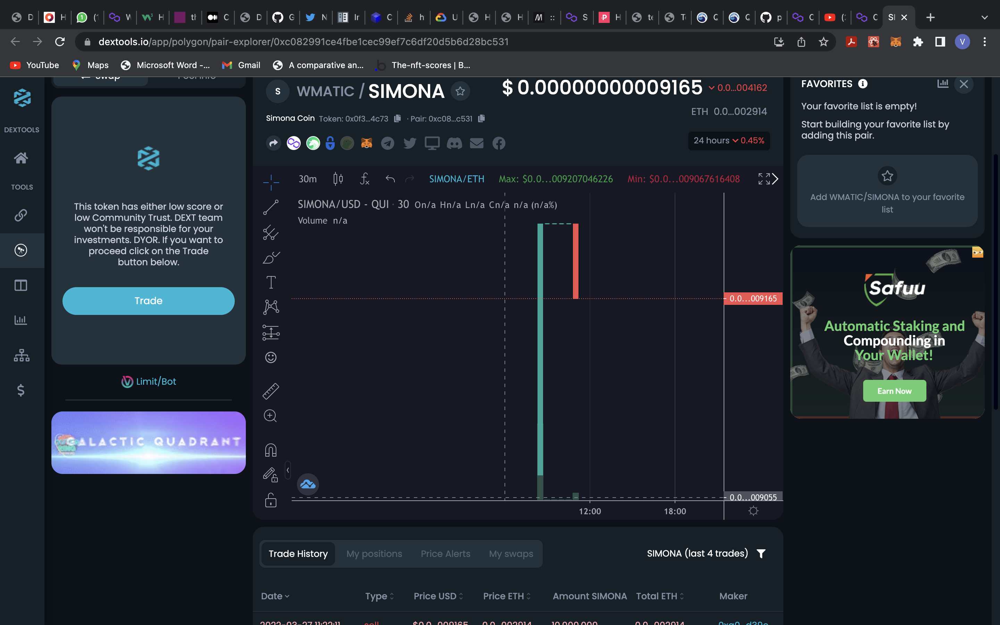 D
H
(1
W
H
tl
C
D
G
N
Ir
C
h
U
H
H
::
S
H
te
T
Q
Q
p
C
(2
C
SI
dextools.io/app/polygon/pair-explorer/0xc082991ce4fbe1cec99ef7c6df20d5b6d28bc531
V
YouTube
Maps
Microsoft Word -...
Gmail
A comparative an...
The-nft-scores | B...
DEXTOOLS
TOOLS
Swap
Pool Info
This token has either low score or
low Community Trust. DEXT team
won't be responsible for your
investments. DYOR. If you want to
proceed click on the Trade
button below.
Trade
Limit/Bot
GALACTIC QUADRANT
S
WMATIC / SIMONA
$ 0.00000000009165
0.0...004162
ETH 0.0...002914
Simona Coin Token: 0x0f3...4c73 · Pair: 0xc08...c531
24 hours 0.45%
30m
SIMONA/ETH
Max: $0.0...009207046226
Min: $0.0...009067616408
SIMONA/USD - QUI · 30 On/a Hn/a Ln/a Cn/a n/a (n/a%)
Volume n/a
0.0...009165
0.0...009055
12:00
18:00
Trade History
My positions
Price Alerts
My swaps
SIMONA (last 4 trades)
Date
Type
Price USD
Price ETH
Amount SIMONA
Total ETH
Maker
2022-03-27 11:22:11 sell $0.0...009165 0.0...002914 10,000,000 0.0...002914 0xa0...d39e
FAVORITES
Your favorite list is empty!
Start building your favorite list by
adding this pair.
Add WMATIC/SIMONA to your favorite
list
Safuu
Automatic Staking and
Compounding in
Your Wallet!
Earn Now